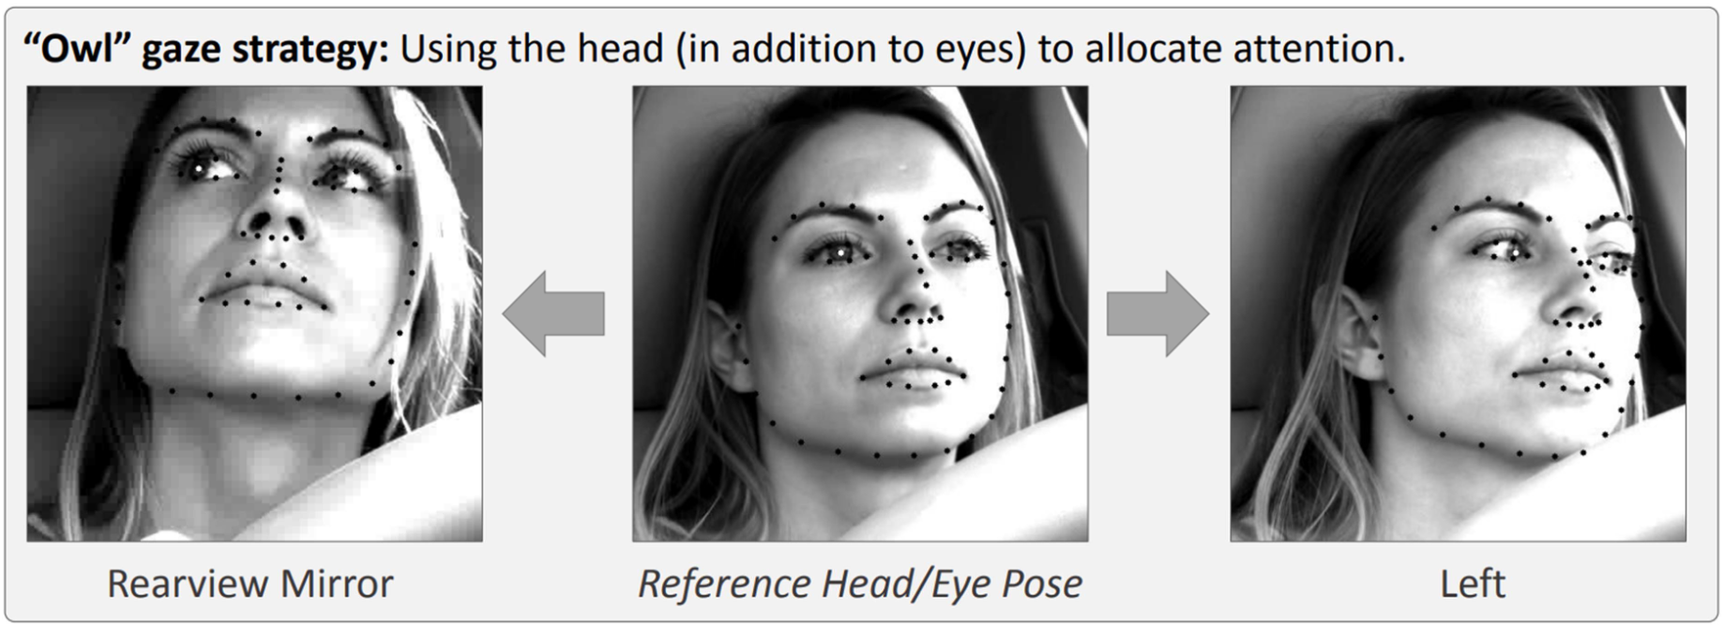 “Owl” gaze strategy: Using the head (in addition to eyes) to allocate attention.
Rearview Mirror
Reference Head/Eye Pose
Left